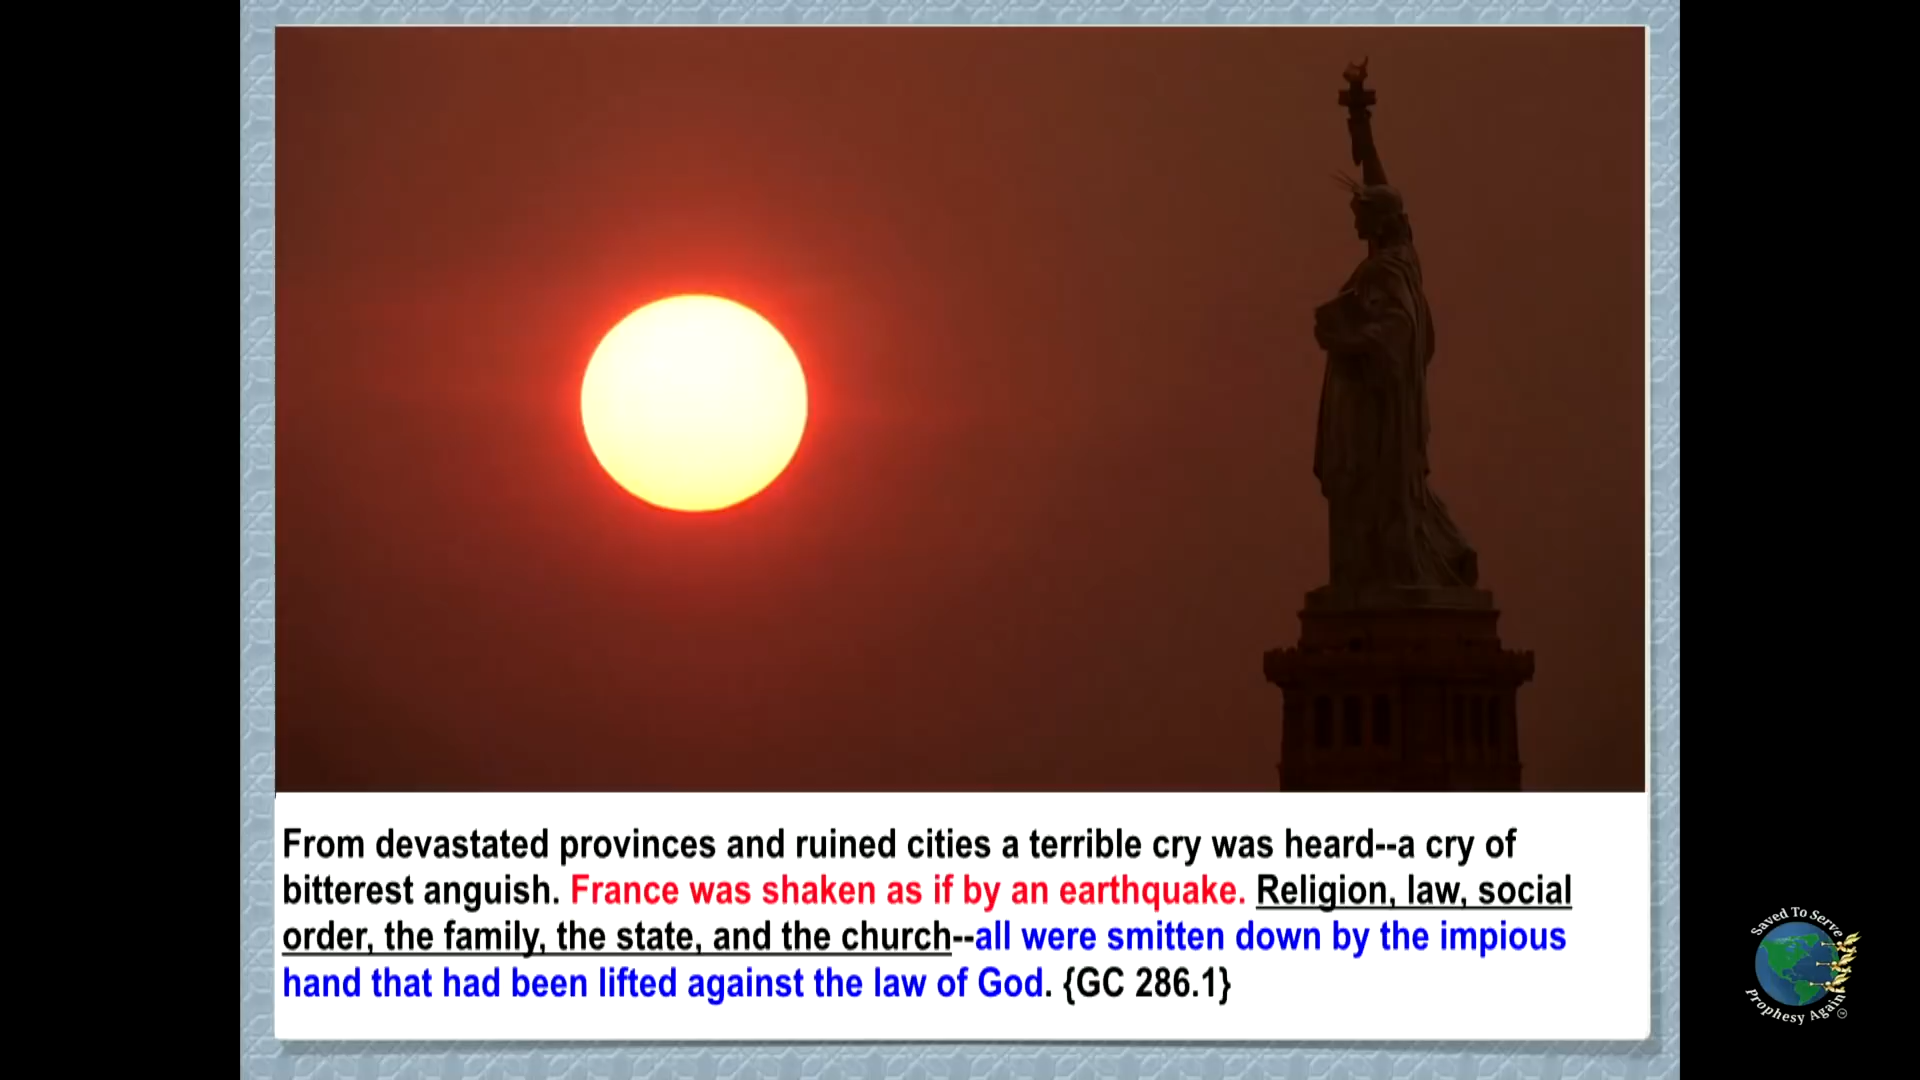 From devastated provinces and ruined cities a terrible cry was heard--a cry of
bitterest anguish. France was shaken as if by an earthquake. Religion, law, social
order, the family, the state, and the church--all were smitten down by the impious
hand that had been lifted against the law of God. {GC 286.1}
Saved To Serve
Prophesy Again